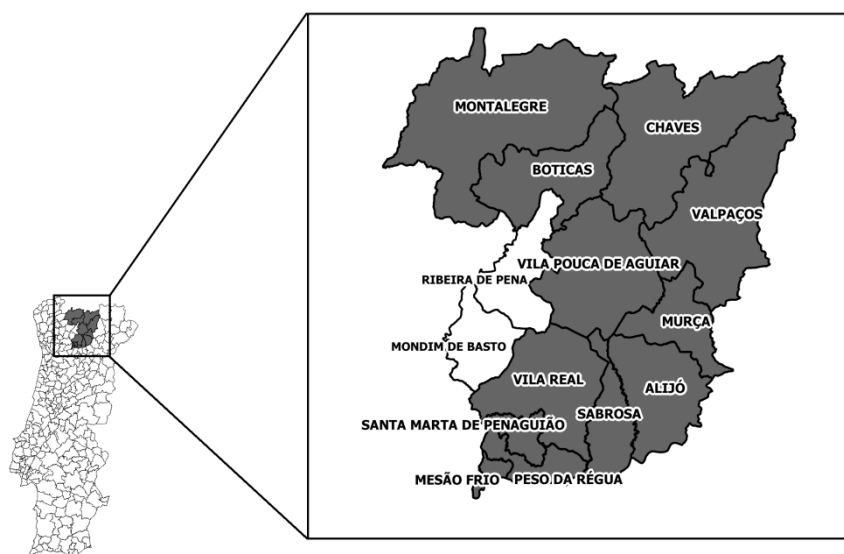 MONTALEGRE
CHAVES
BOTICAS
VALPAÇOS
VILA POUCA DE AGUIAR
RIBEIRA DE PENA
MURÇA
MONDIM DE BASTO
VILA REAL
ALIJÓ
SABROSA
SANTA MARTA DE PENAGUIÃO
MESÃO FRIO
PESO DA RÉGUA